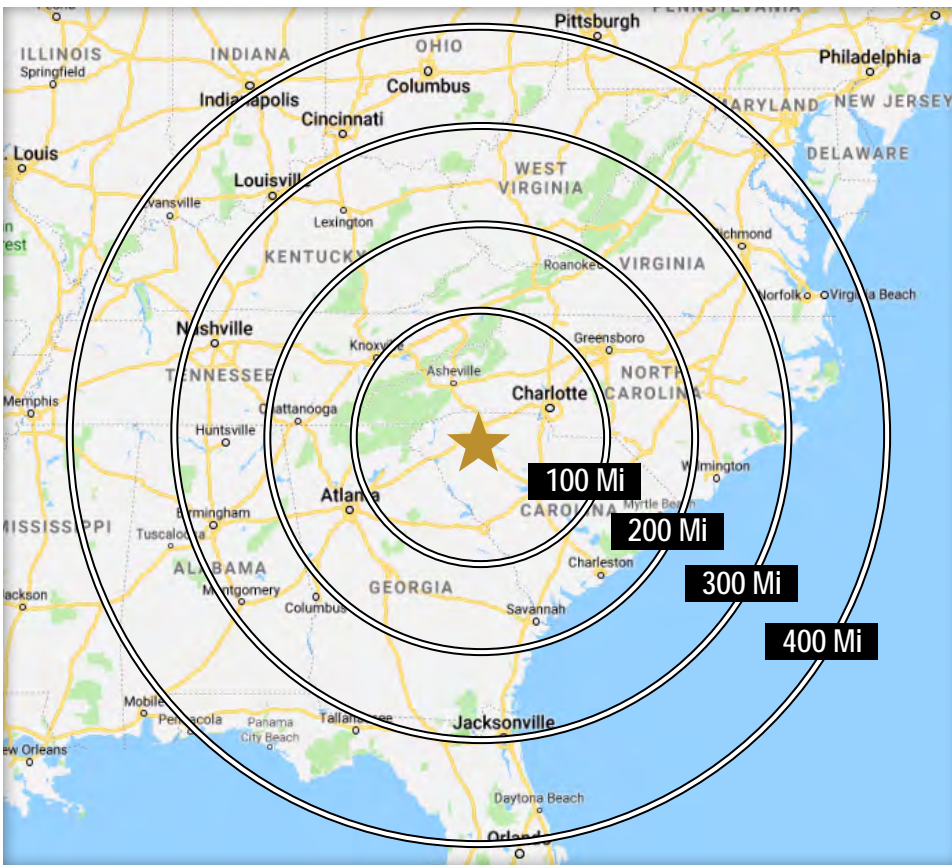 PENNSYLVANIA
Pittsburgh
ILLINOIS
INDIANA
OHIO
Springfield
Columbus
Philadelphia
Indianapolis
MARYLAND
NEW JERSEY
Cincinnati
. Louis
DELAWARE
WEST
VIRGINIA
Louisville
Evansville
Lexington
Richmond
KENTUCKY
Roanoke
VIRGINIA
Norfolk
Virginia Beach
Nashville
Knoxville
Greensboro
TENNESSEE
Asheville
NORTH
CAROLINA
Memphis
Charlotte
Chattanooga
Huntsville
Wilmington
100 Mi
Atlanta
CAROLINA
Myrtle Beach
Birmingham
MISSISSIPPI
200 Mi
Tuscaloosa
ALABAMA
Charleston
GEORGIA
300 Mi
Jackson
Montgomery
Columbus
Savannah
400 Mi
Mobile
Pensacola
Panama
City Beach
Tallahassee
Jacksonville
ew Orleans
Daytona Beach
Orlando